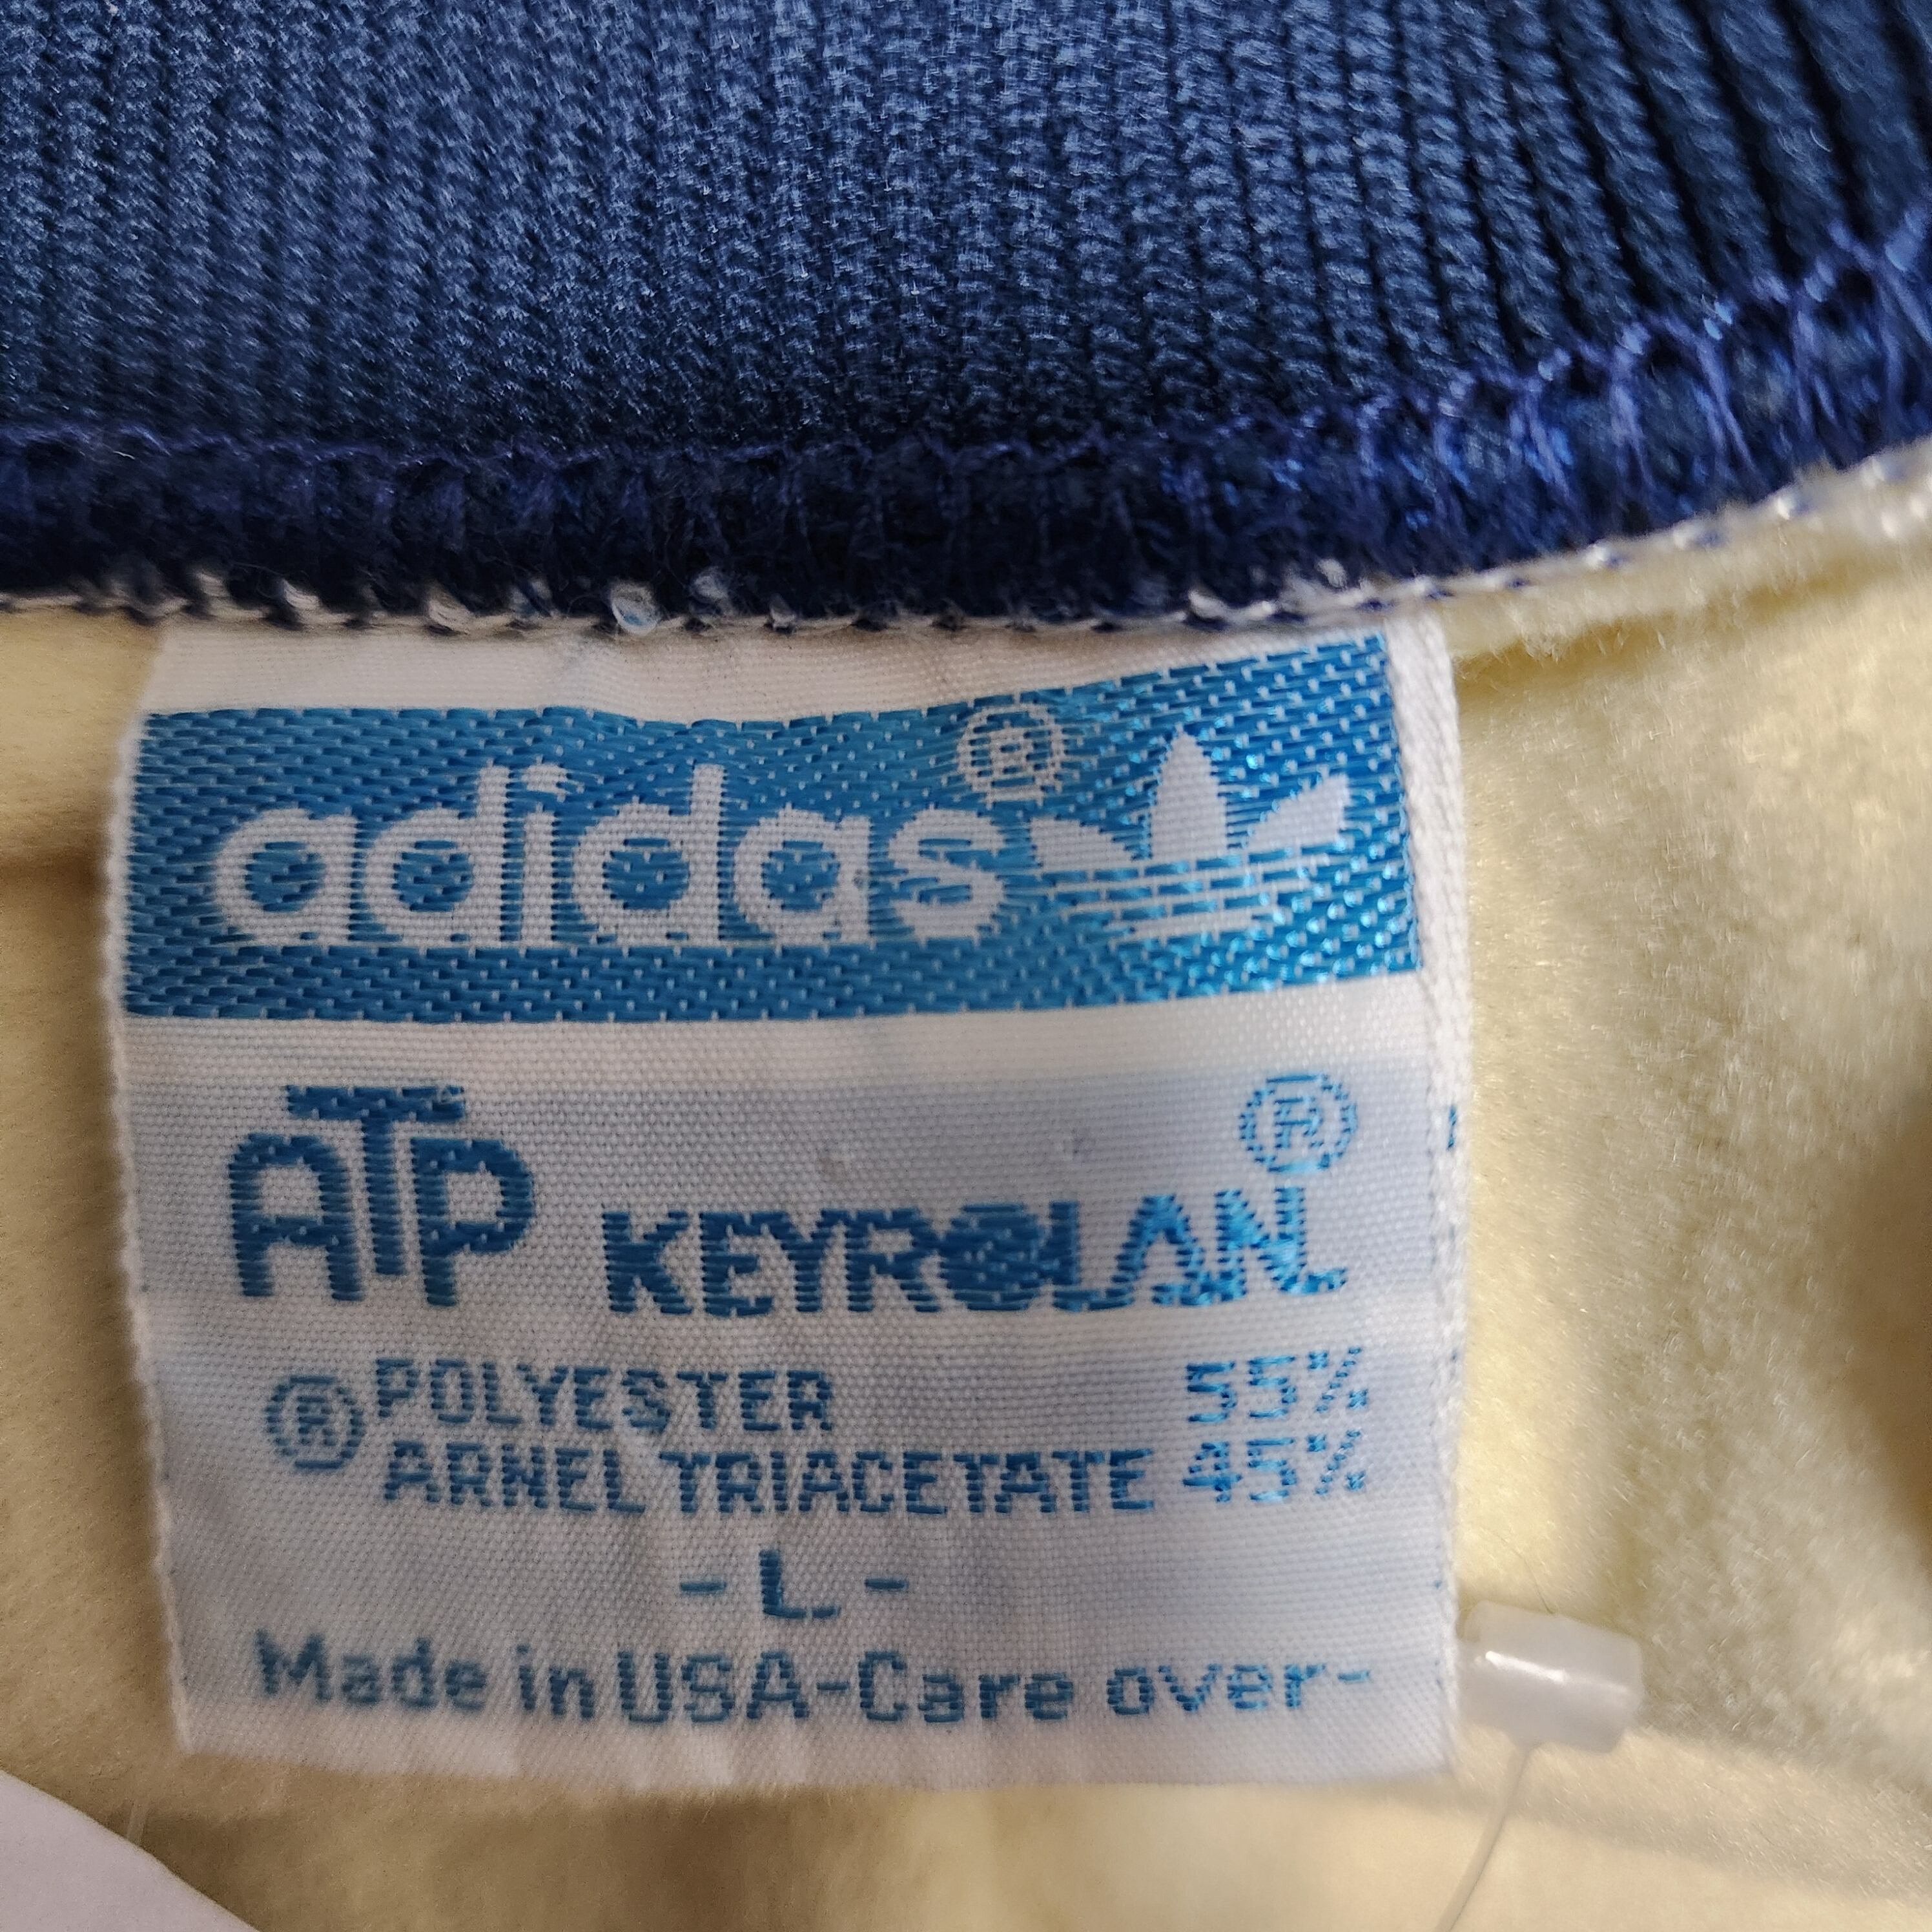 adidas®
ATP KEYROLAN®
POLYESTER 55%
® ARNEL TRIACETATE 45%
- L -
Made in USA-Care over-